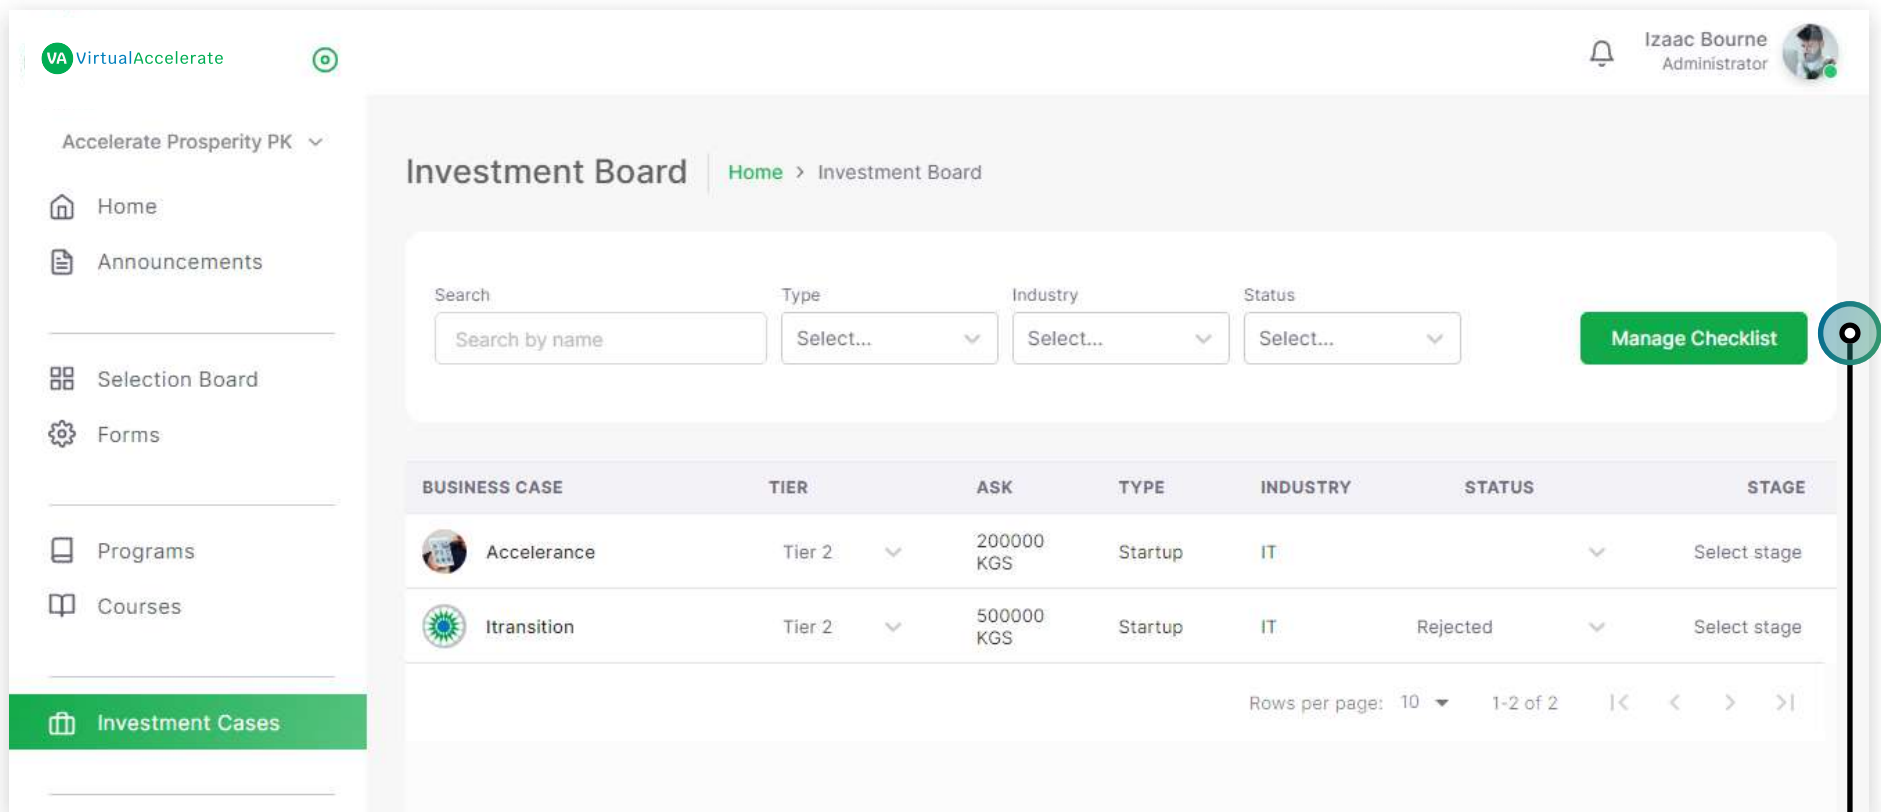 VA VirtualAccelerate
Izaac Bourne
Administrator
Accelerate Prosperity PK
Home
Announcements
Selection Board
Forms
Programs
Courses
Investment Cases
Investment Board
Home > Investment Board
Search Type Industry Status
Search by name Select... Select... Select... Manage Checklist
BUSINESS CASE TIER ASK TYPE INDUSTRY STATUS STAGE
Accelerance Tier 2 200000 KGS Startup IT Select stage
Itransition Tier 2 500000 KGS Startup IT Rejected Select stage
Rows per page: 10 1-2 of 2